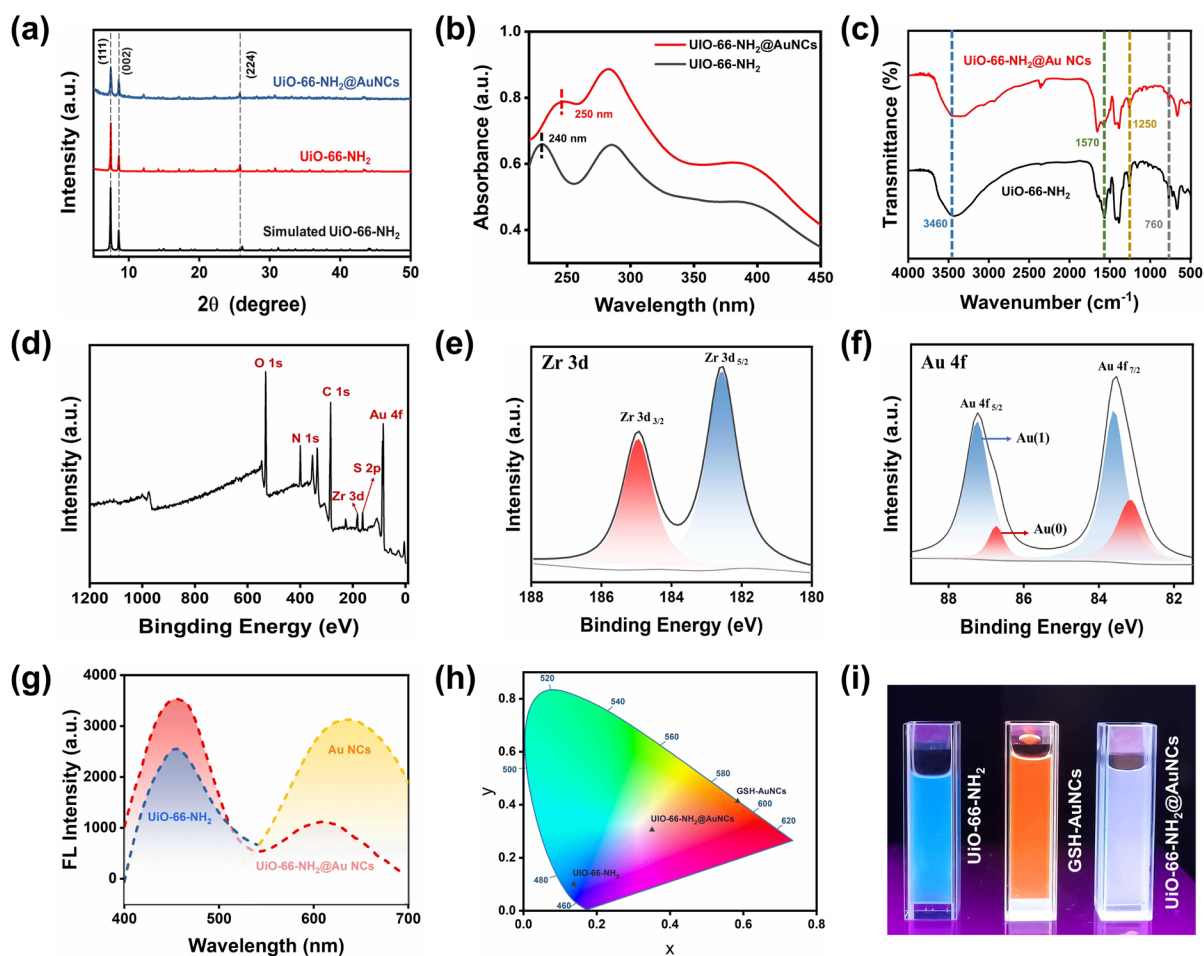 (a)
Intensity (a.u.)
(111)
(002)
(224)
UiO-66-NH2@AuNCs
UiO-66-NH2
Simulated UiO-66-NH2
10 20 30 40 50
2θ (degree)
(b)
Absorbance (a.u.)
1.0
0.8
0.6
0.4
UIO-66-NH2@AuNCs
UIO-66-NH2
250 nm
240 nm
250 300 350 400 450
Wavelength (nm)
(c)
Transmittance (%)
UiO-66-NH2@Au NCs
1250
1570
UiO-66-NH2
3460
760
4000 3000 2000 1500 1000 500
Wavenumber (cm-1)
(d)
Intensity (a.u.)
O 1s
C 1s
Au 4f
N 1s
S 2p
Zr 3d
1200 1000 800 600 400 200 0
Bingding Energy (eV)
(e)
Intensity (a.u.)
Zr 3d
Zr 3d5/2
Zr 3d3/2
188 186 184 182 180
Binding Energy (eV)
(f)
Intensity (a.u.)
Au 4f
Au 4f7/2
Au 4f5/2
Au(1)
Au(0)
88 86 84 82
Binding Energy (eV)
(g)
FL Intensity (a.u.)
4000
3000
2000
1000
0
Au NCs
UiO-66-NH2
UiO-66-NH2@Au NCs
400 500 600 700
Wavelength (nm)
(h)
y
0.8
0.6
0.4
0.2
0.0
520
540
560
500
580
GSH-AuNCs
600
620
UIO-66-NH2@AuNCs
480
UIO-66-NH2
460
0.0 0.2 0.4 0.6 0.8
x
(i)
UiO-66-NH2
GSH-AuNCs
UiO-66-NH2@AuNCs